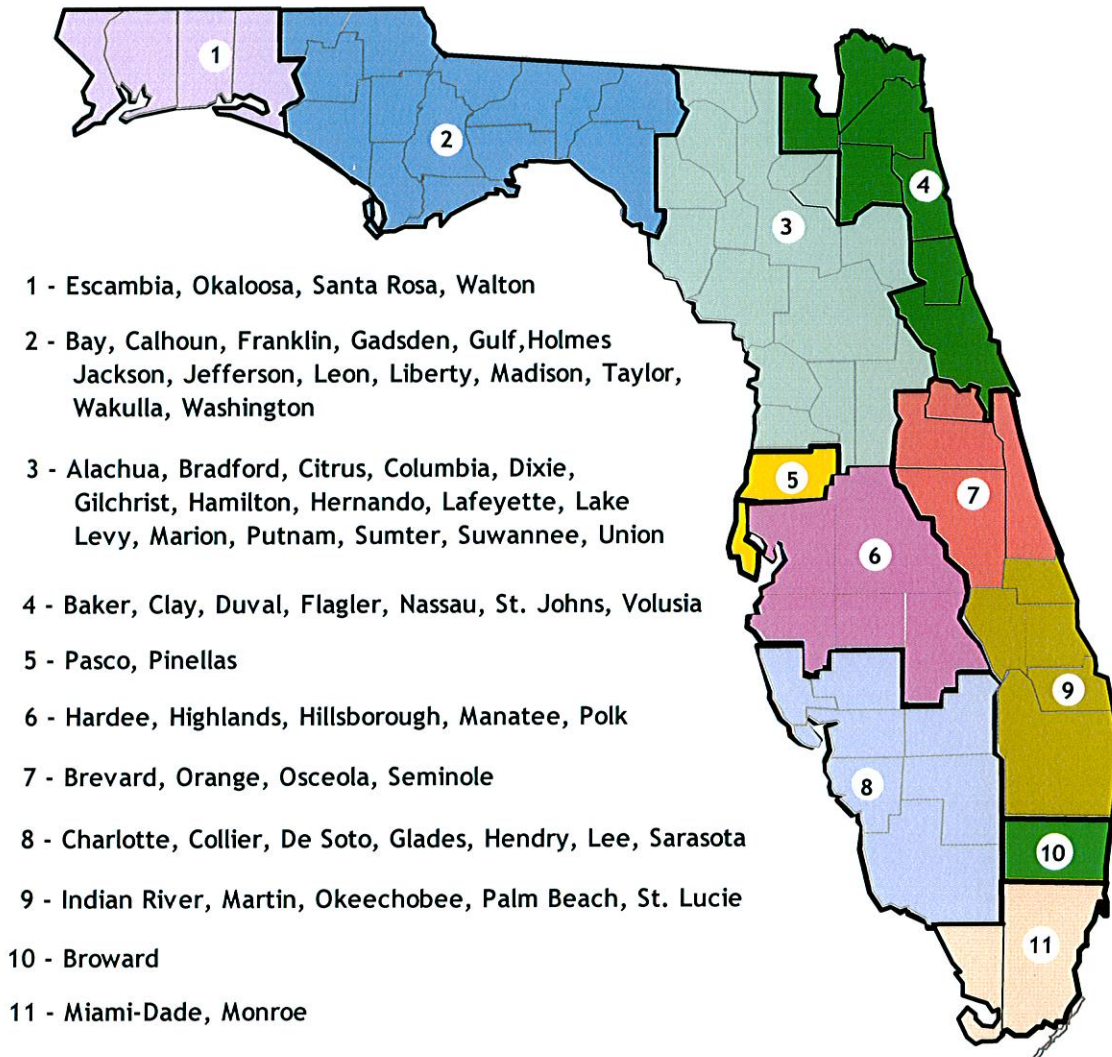 1
2
3
4
5
6
7
8
9
10
11
1 - Escambia, Okaloosa, Santa Rosa, Walton
2 - Bay, Calhoun, Franklin, Gadsden, Gulf,Holmes
Jackson, Jefferson, Leon, Liberty, Madison, Taylor,
Wakulla, Washington
3 - Alachua, Bradford, Citrus, Columbia, Dixie,
Gilchrist, Hamilton, Hernando, Lafeyette, Lake
Levy, Marion, Putnam, Sumter, Suwannee, Union
4 - Baker, Clay, Duval, Flagler, Nassau, St. Johns, Volusia
5 - Pasco, Pinellas
6 - Hardee, Highlands, Hillsborough, Manatee, Polk
7 - Brevard, Orange, Osceola, Seminole
8 - Charlotte, Collier, De Soto, Glades, Hendry, Lee, Sarasota
9 - Indian River, Martin, Okeechobee, Palm Beach, St. Lucie
10 - Broward
11 - Miami-Dade, Monroe